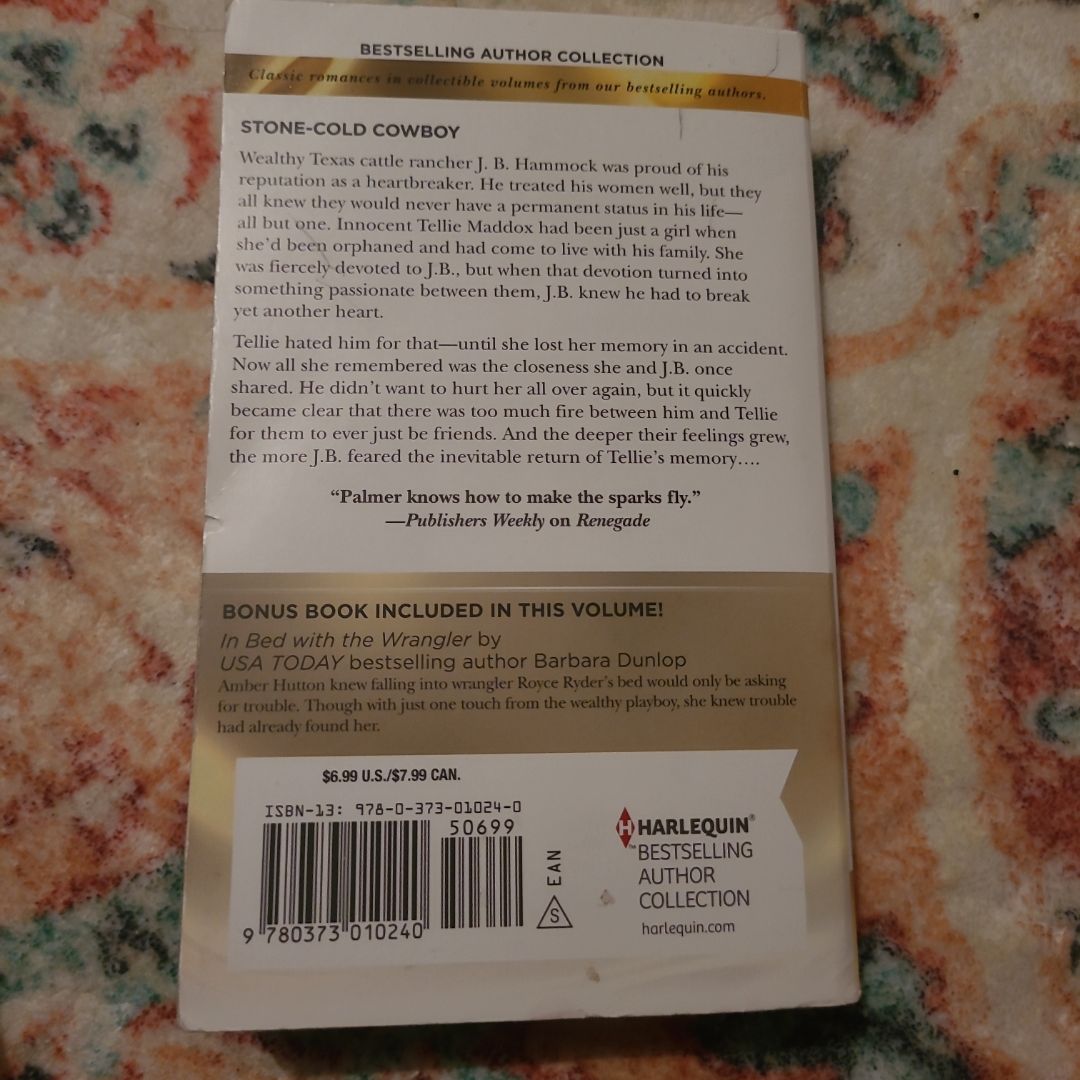 BESTSELLING AUTHOR COLLECTION
Classic romances in collectible volumes from our bestselling authors.
STONE-COLD COWBOY
Wealthy Texas cattle rancher J. B. Hammock was proud of his
reputation as a heartbreaker. He treated his women well, but they
all knew they would never have a permanent status in his life—
all but one. Innocent Tellie Maddox had been just a girl when
she'd been orphaned and had come to live with his family. She
was fiercely devoted to J.B., but when that devotion turned into
something passionate between them, J.B. knew he had to break
yet another heart.
Tellie hated him for that—until she lost her memory in an accident.
Now all she remembered was the closeness she and J.B. once
shared. He didn't want to hurt her all over again, but it quickly
became clear that there was too much fire between him and Tellie
for them to ever just be friends. And the deeper their feelings grew,
the more J.B. feared the inevitable return of Tellie's memory….
“Palmer knows how to make the sparks fly.”
—Publishers Weekly on Renegade
BONUS BOOK INCLUDED IN THIS VOLUME!
In Bed with the Wrangler by
USA TODAY bestselling author Barbara Dunlop
Amber Hutton knew falling into wrangler Royce Ryder's bed would only be asking
for trouble. Though with just one touch from the wealthy playboy, she knew trouble
had already found her.
$6.99 U.S./$7.99 CAN.
ISBN-13: 978-0-373-01024-0
50699
9 780373 010240
EAN
S
H HARLEQUIN®
™ BESTSELLING
AUTHOR
COLLECTION
harlequin.com